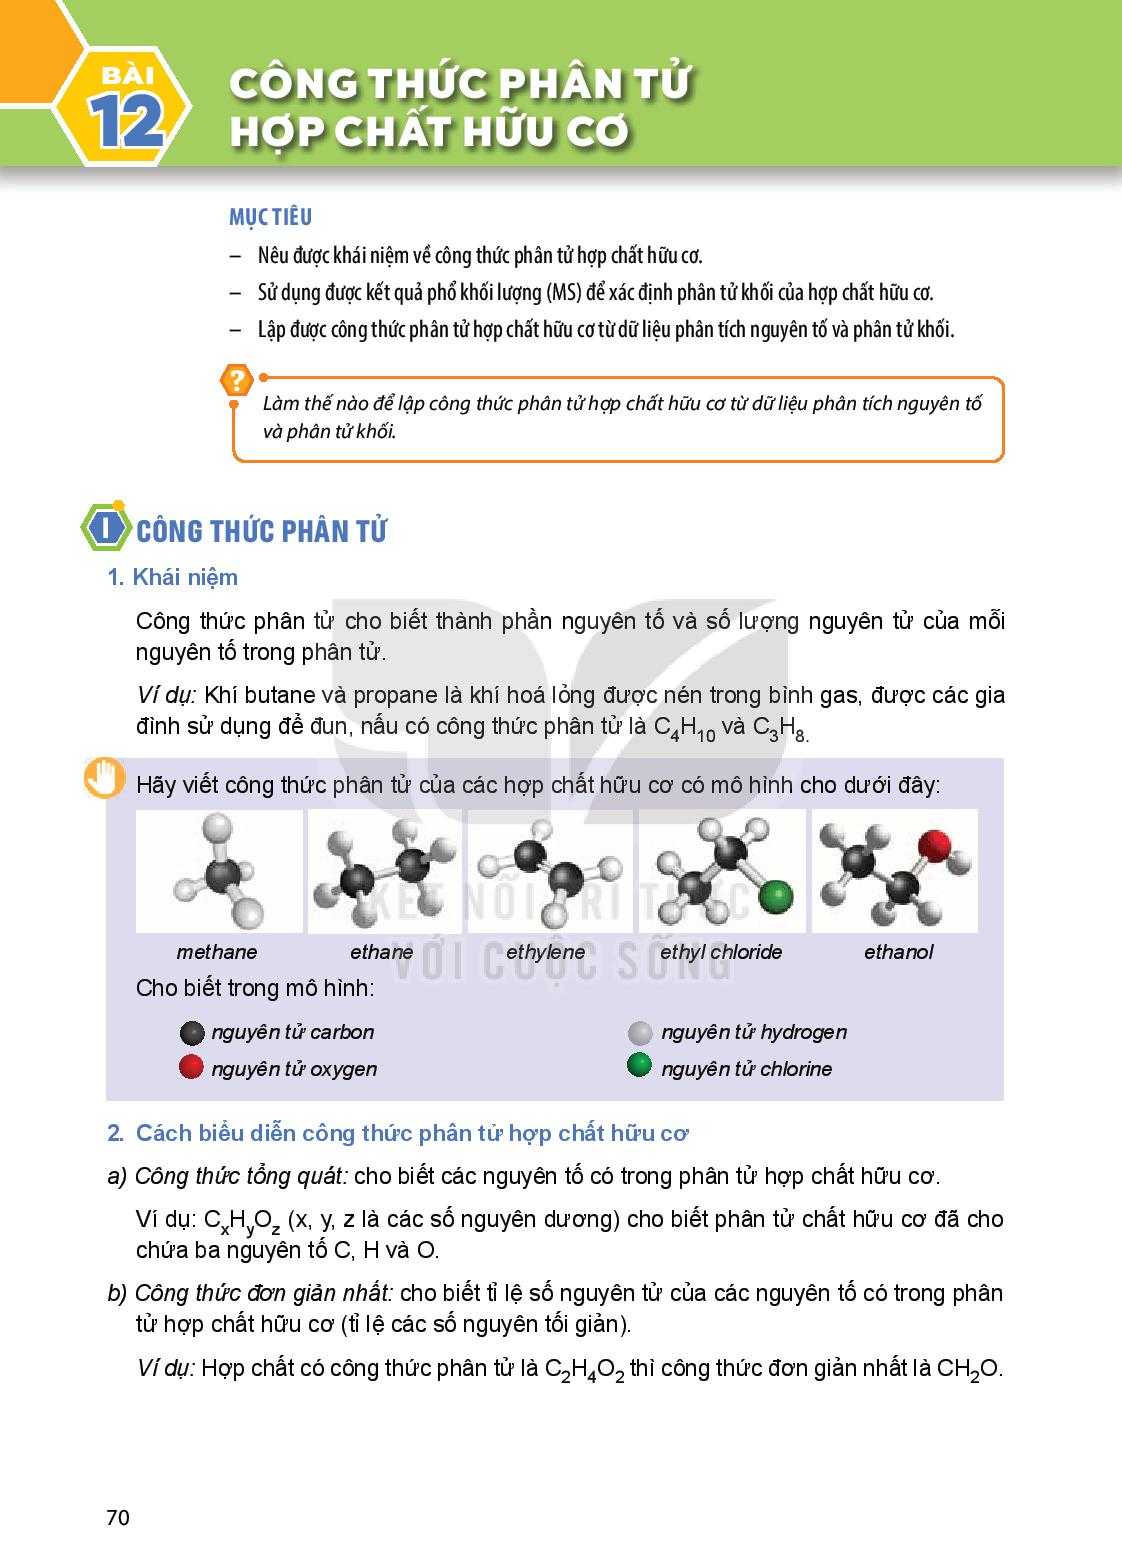 BÀI
12
CÔNG THỨC PHÂN TỬ
HỢP CHẤT HỮU CƠ
MỤC TIÊU
– Nêu được khái niệm về công thức phân tử hợp chất hữu cơ.
– Sử dụng được kết quả phổ khối lượng (MS) để xác định phân tử khối của hợp chất hữu cơ.
– Lập được công thức phân tử hợp chất hữu cơ từ dữ liệu phân tích nguyên tố và phân tử khối.
?
Làm thế nào để lập công thức phân tử hợp chất hữu cơ từ dữ liệu phân tích nguyên tố
và phân tử khối.
I CÔNG THỨC PHÂN TỬ
1. Khái niệm
Công thức phân tử cho biết thành phần nguyên tố và số lượng nguyên tử của mỗi
nguyên tố trong phân tử.
Ví dụ: Khí butane và propane là khí hoá lỏng được nén trong bình gas, được các gia
đình sử dụng để đun, nấu có công thức phân tử là C₄H₁₀ và C₃H₈.
Hãy viết công thức phân tử của các hợp chất hữu cơ có mô hình cho dưới đây:
KẾT NỐI TRI THỨC
VỚI CUỘC SỐNG
methane ethane ethylene ethyl chloride ethanol
Cho biết trong mô hình:
nguyên tử carbon nguyên tử hydrogen
nguyên tử oxygen nguyên tử chlorine
2. Cách biểu diễn công thức phân tử hợp chất hữu cơ
a) Công thức tổng quát: cho biết các nguyên tố có trong phân tử hợp chất hữu cơ.
Ví dụ: CxHyOz (x, y, z là các số nguyên dương) cho biết phân tử chất hữu cơ đã cho
chứa ba nguyên tố C, H và O.
b) Công thức đơn giản nhất: cho biết tỉ lệ số nguyên tử của các nguyên tố có trong phân
tử hợp chất hữu cơ (tỉ lệ các số nguyên tối giản).
Ví dụ: Hợp chất có công thức phân tử là C₂H₄O₂ thì công thức đơn giản nhất là CH₂O.
70